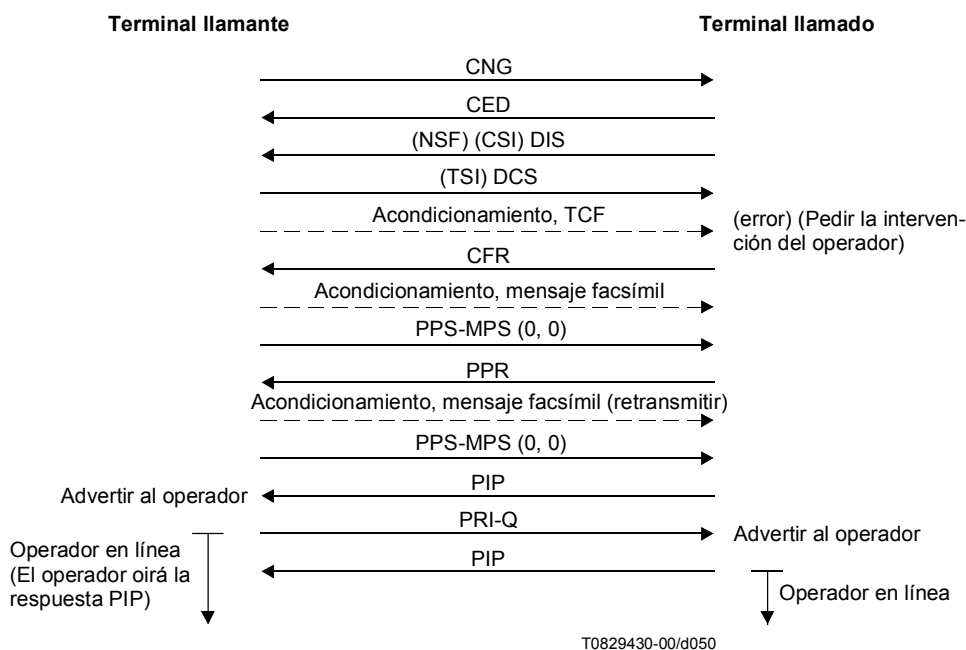 Terminal llamante Terminal llamado
CNG
CED
(NSF) (CSI) DIS
(TSI) DCS
Acondicionamiento, TCF
(error) (Pedir la interven-
ción del operador)
CFR
Acondicionamiento, mensaje facsímil
PPS-MPS (0, 0)
PPR
Acondicionamiento, mensaje facsímil (retransmitir)
PPS-MPS (0, 0)
Advertir al operador PIP
PRI-Q Advertir al operador
Operador en línea
(El operador oirá la
respuesta PIP)
PIP
Operador en línea
T0829430-00/d050